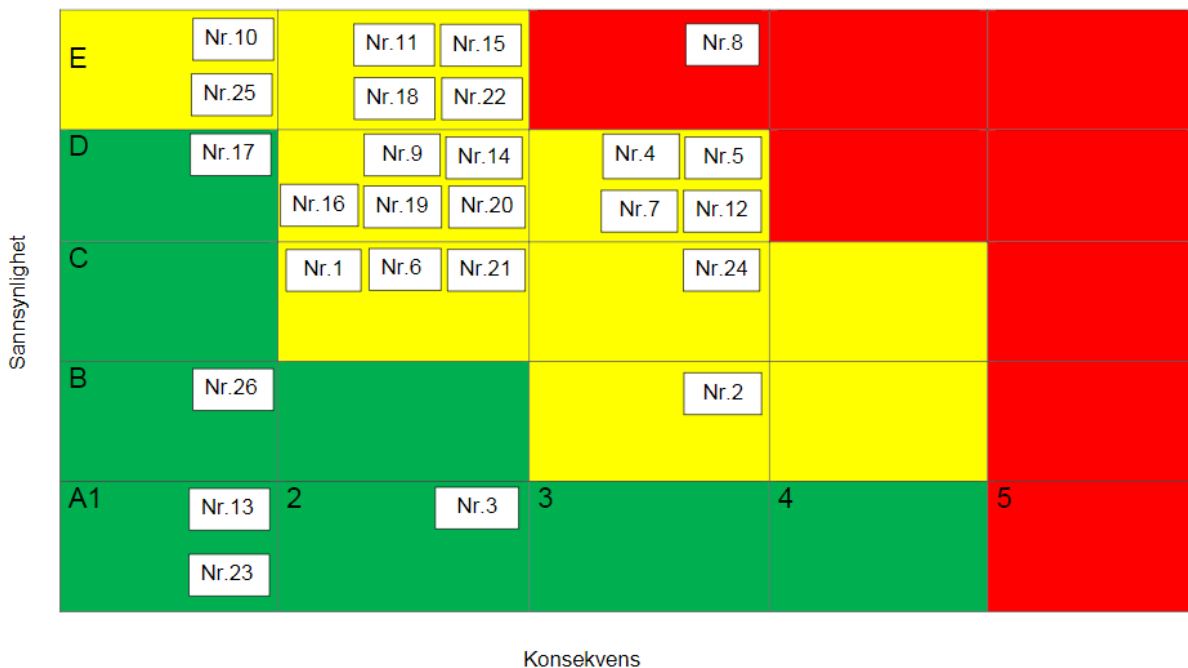 Nr.10 Nr.11 Nr.15 Nr.8
E
Nr.25 Nr.18 Nr.22
D Nr.17 Nr.9 Nr.14 Nr.4 Nr.5
Nr.16 Nr.19 Nr.20 Nr.7 Nr.12
C Nr.1 Nr.6 Nr.21 Nr.24
Sannsynlighet
B Nr.26 Nr.2
A1 Nr.13 2 Nr.3 3 4 5
Nr.23
Konsekvens